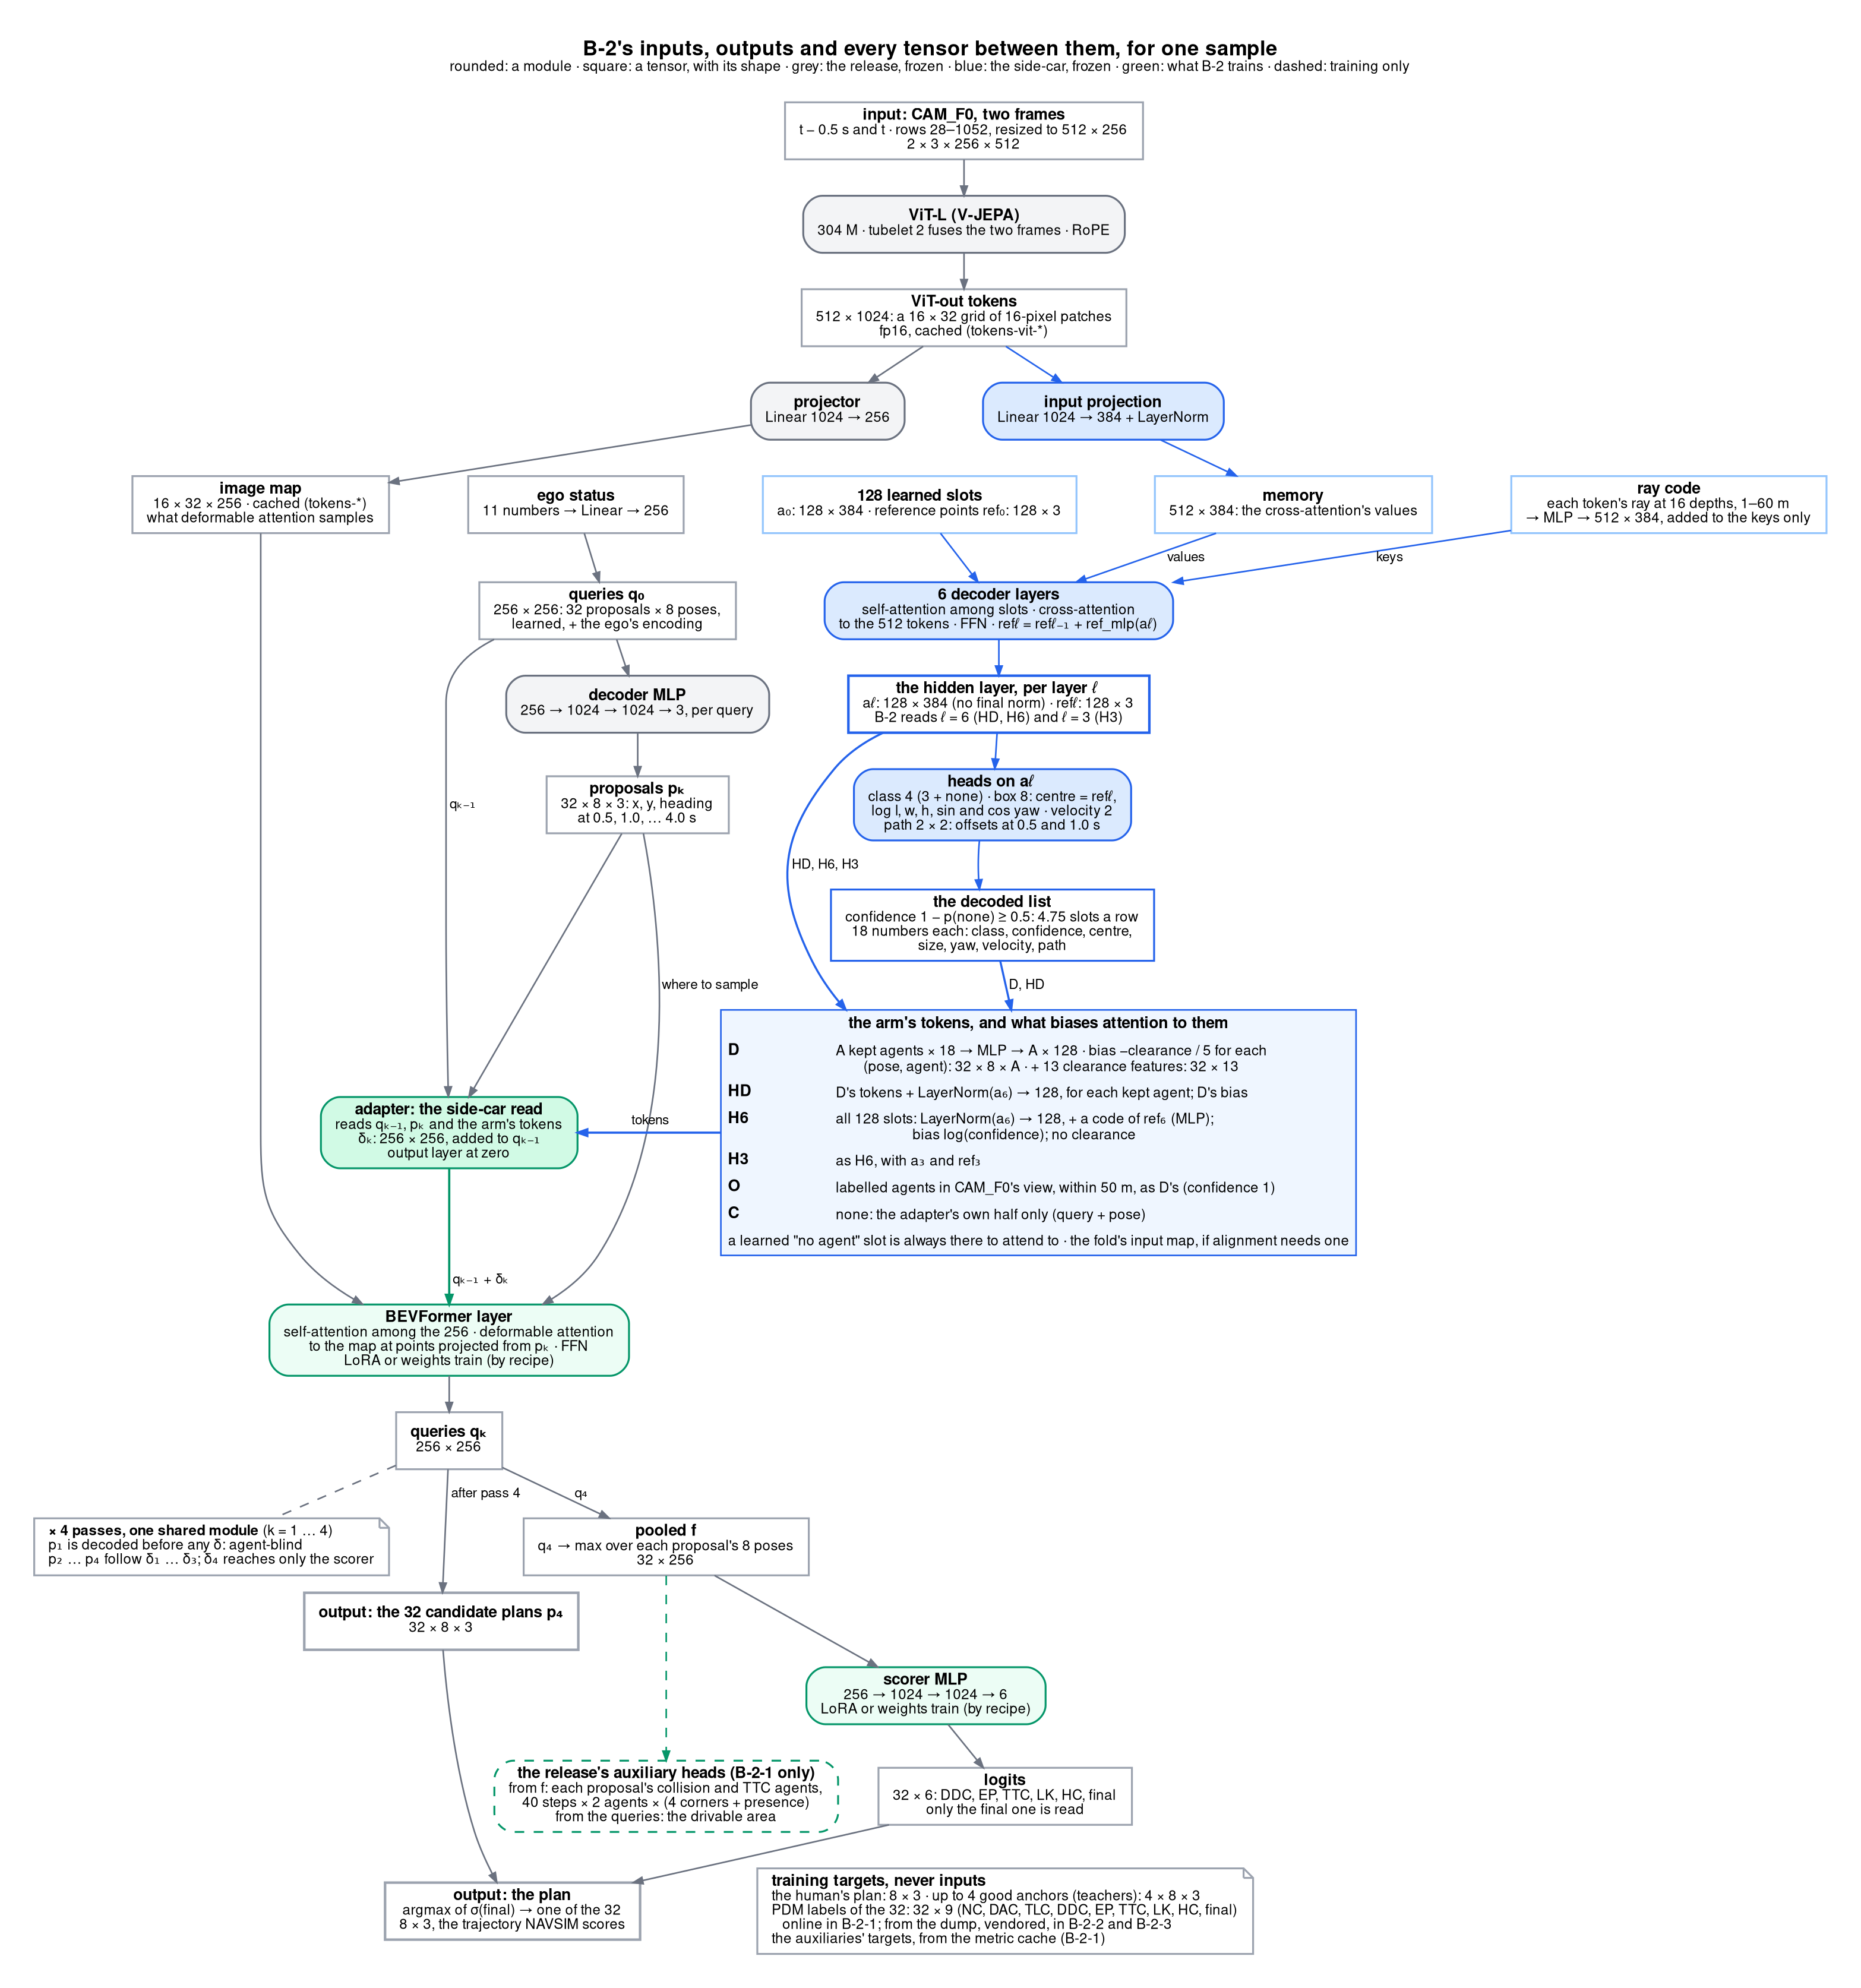 B-2's inputs, outputs and every tensor between them, for one sample
rounded: a module · square: a tensor, with its shape · grey: the release, frozen · blue: the side-car, frozen · green: what B-2 trains · dashed: training only
input: CAM_F0, two frames
t – 0.5 s and t · rows 28–1052, resized to 512 × 256
2 × 3 × 256 × 512
ViT-L (V-JEPA)
304 M · tubelet 2 fuses the two frames · RoPE
ViT-out tokens
512 × 1024: a 16 × 32 grid of 16-pixel patches
fp16, cached (tokens-vit-*)
projector
Linear 1024 → 256
input projection
Linear 1024 → 384 + LayerNorm
image map
16 × 32 × 256 · cached (tokens-*)
what deformable attention samples
ego status
11 numbers → Linear → 256
128 learned slots
a₀: 128 × 384 · reference points ref₀: 128 × 3
memory
512 × 384: the cross-attention's values
ray code
each token's ray at 16 depths, 1–60 m
→ MLP → 512 × 384, added to the keys only
values
keys
queries q₀
256 × 256: 32 proposals × 8 poses,
learned, + the ego's encoding
6 decoder layers
self-attention among slots · cross-attention
to the 512 tokens · FFN · refℓ = refℓ₋₁ + ref_mlp(aℓ)
decoder MLP
256 → 1024 → 1024 → 3, per query
the hidden layer, per layer ℓ
aℓ: 128 × 384 (no final norm) · refℓ: 128 × 3
B-2 reads ℓ = 6 (HD, H6) and ℓ = 3 (H3)
proposals pₖ
32 × 8 × 3: x, y, heading
at 0.5, 1.0, … 4.0 s
qₖ₋₁
heads on aℓ
class 4 (3 + none) · box 8: centre = refℓ,
log l, w, h, sin and cos yaw · velocity 2
path 2 × 2: offsets at 0.5 and 1.0 s
HD, H6, H3
the decoded list
confidence 1 – p(none) ≥ 0.5: 4.75 slots a row
18 numbers each: class, confidence, centre,
size, yaw, velocity, path
where to sample
D, HD
the arm's tokens, and what biases attention to them
D A kept agents × 18 → MLP → A × 128 · bias –clearance / 5 for each
(pose, agent): 32 × 8 × A · + 13 clearance features: 32 × 13
HD D's tokens + LayerNorm(a₆) → 128, for each kept agent; D's bias
H6 all 128 slots: LayerNorm(a₆) → 128, + a code of ref₆ (MLP);
bias log(confidence); no clearance
H3 as H6, with a₃ and ref₃
O labelled agents in CAM_F0's view, within 50 m, as D's (confidence 1)
C none: the adapter's own half only (query + pose)
a learned "no agent" slot is always there to attend to · the fold's input map, if alignment needs one
tokens
adapter: the side-car read
reads qₖ₋₁, pₖ and the arm's tokens
δₖ: 256 × 256, added to qₖ₋₁
output layer at zero
qₖ₋₁ + δₖ
BEVFormer layer
self-attention among the 256 · deformable attention
to the map at points projected from pₖ · FFN
LoRA or weights train (by recipe)
queries qₖ
256 × 256
after pass 4
q₄
× 4 passes, one shared module (k = 1 … 4)
p₁ is decoded before any δ: agent-blind
p₂ … p₄ follow δ₁ … δ₃; δ₄ reaches only the scorer
pooled f
q₄ → max over each proposal's 8 poses
32 × 256
output: the 32 candidate plans p₄
32 × 8 × 3
scorer MLP
256 → 1024 → 1024 → 6
LoRA or weights train (by recipe)
the release's auxiliary heads (B-2-1 only)
from f: each proposal's collision and TTC agents,
40 steps × 2 agents × (4 corners + presence)
from the queries: the drivable area
logits
32 × 6: DDC, EP, TTC, LK, HC, final
only the final one is read
output: the plan
argmax of σ(final) → one of the 32
8 × 3, the trajectory NAVSIM scores
training targets, never inputs
the human's plan: 8 × 3 · up to 4 good anchors (teachers): 4 × 8 × 3
PDM labels of the 32: 32 × 9 (NC, DAC, TLC, DDC, EP, TTC, LK, HC, final)
online in B-2-1; from the dump, vendored, in B-2-2 and B-2-3
the auxiliaries' targets, from the metric cache (B-2-1)